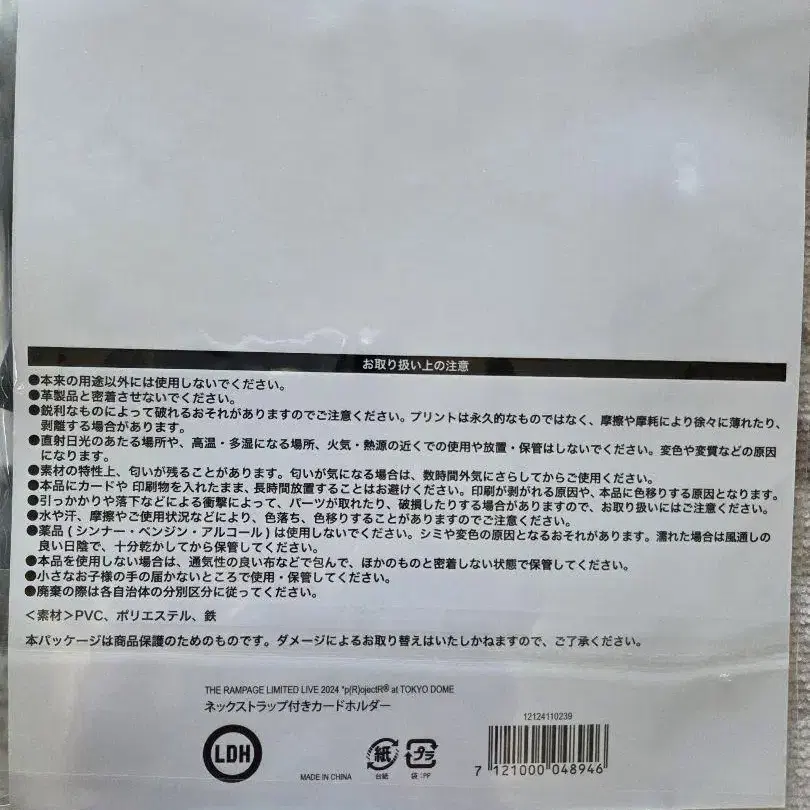 お取り扱い上の注意
●本来の用途以外には使用しないでください。
●革製品と密着させないでください。
●鋭利なものによって破れるおそれがありますのでご注意ください。プリントは永久的なものではなく、摩擦や摩耗により徐々に薄れたり、
剥離する場合があります。
●直射日光のあたる場所や、高温・多湿になる場所、火気・熱源の近くでの使用や放置・保管はしないでください。変色や変質などの原因
になります。
●素材の特性上、匂いが残ることがあります。匂いが気になる場合は、数時間外気にさらしてからご使用ください。
●本品にカードや印刷物を入れたまま、長時間放置することはお避けください。印刷が剥がれる原因や、本品に色移りする原因となります。
●引っかかりや落下などによる衝撃によって、パーツが取れたり、破損したりする場合がありますので、お取り扱いにはご注意ください。
●水や汗、摩擦やご使用状況などにより、色落ち、色移りすることがありますのでご注意ください。
●薬品(シンナー・ベンジン・アルコール)は使用しないでください。シミや変色の原因となるおそれがあります。濡れた場合は風通しの
良い日陰で、十分乾かしてから保管してください。
●本品を使用しない場合は、通気性の良い布などで包んで、ほかのものと密着しない状態で保管してください。
●小さなお子様の手の届かないところで使用・保管してください。
●廃棄の際は各自治体の分別区分に従ってください。
<素材>PVC、ポリエステル、鉄
本パッケージは商品保護のためのものです。ダメージによるお取り替えはいたしかねますので、ご了承ください。
THE RAMPAGE LIMITED LIVE 2024 "p(R)ojectR® at TOKYO DOME
ネックストラップ付きカードホルダー
LDH
MADE IN CHINA
紙
台紙
プラ
袋:PP
12124110239
7 121000 048946